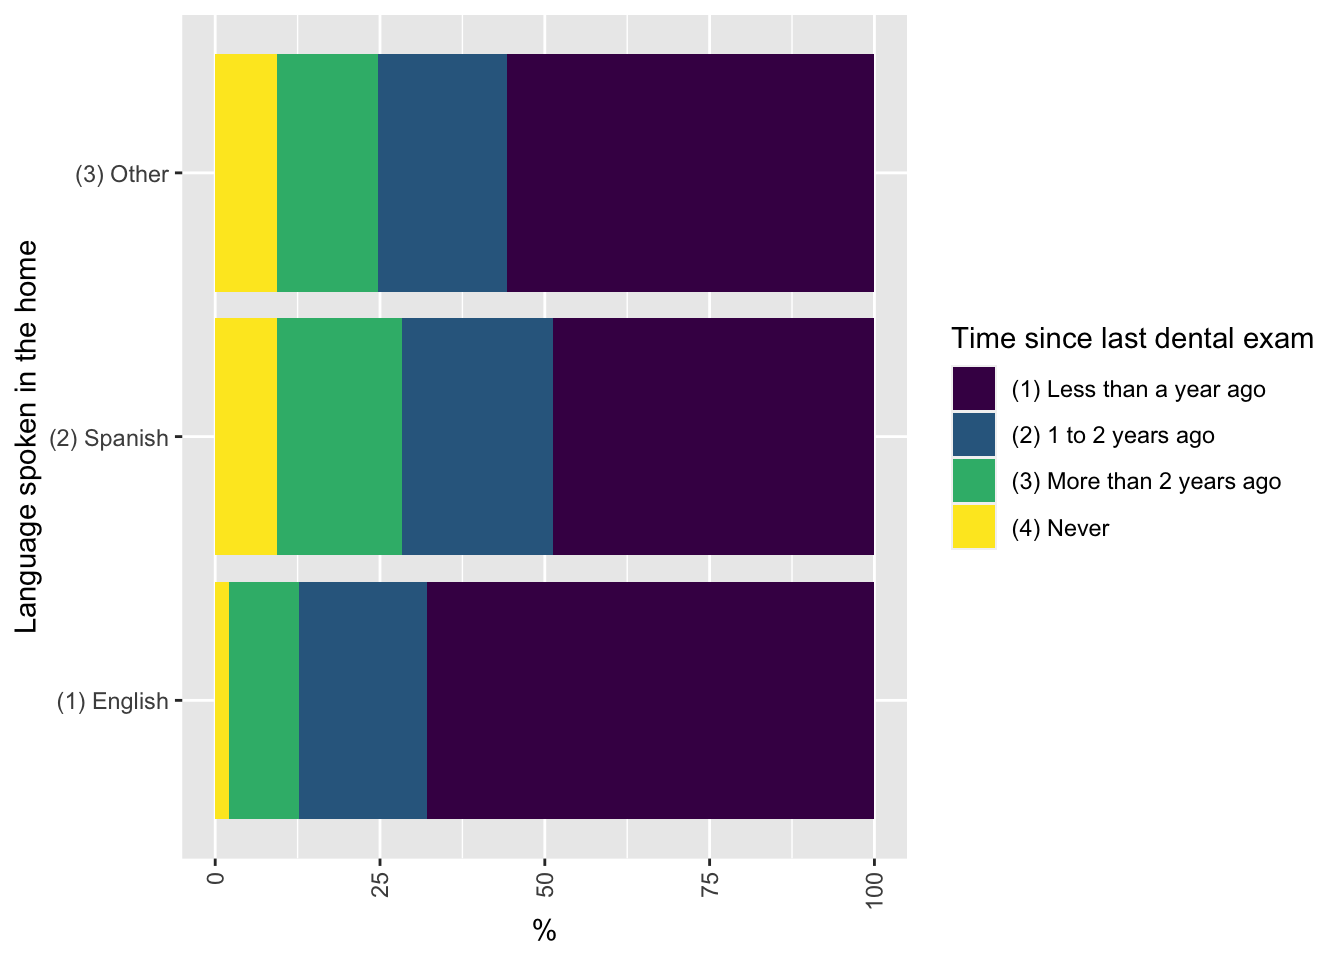 Language spoken in the home
(3) Other
(2) Spanish
(1) English
0
25
50
75
100
%
Time since last dental exam
(1) Less than a year ago
(2) 1 to 2 years ago
(3) More than 2 years ago
(4) Never